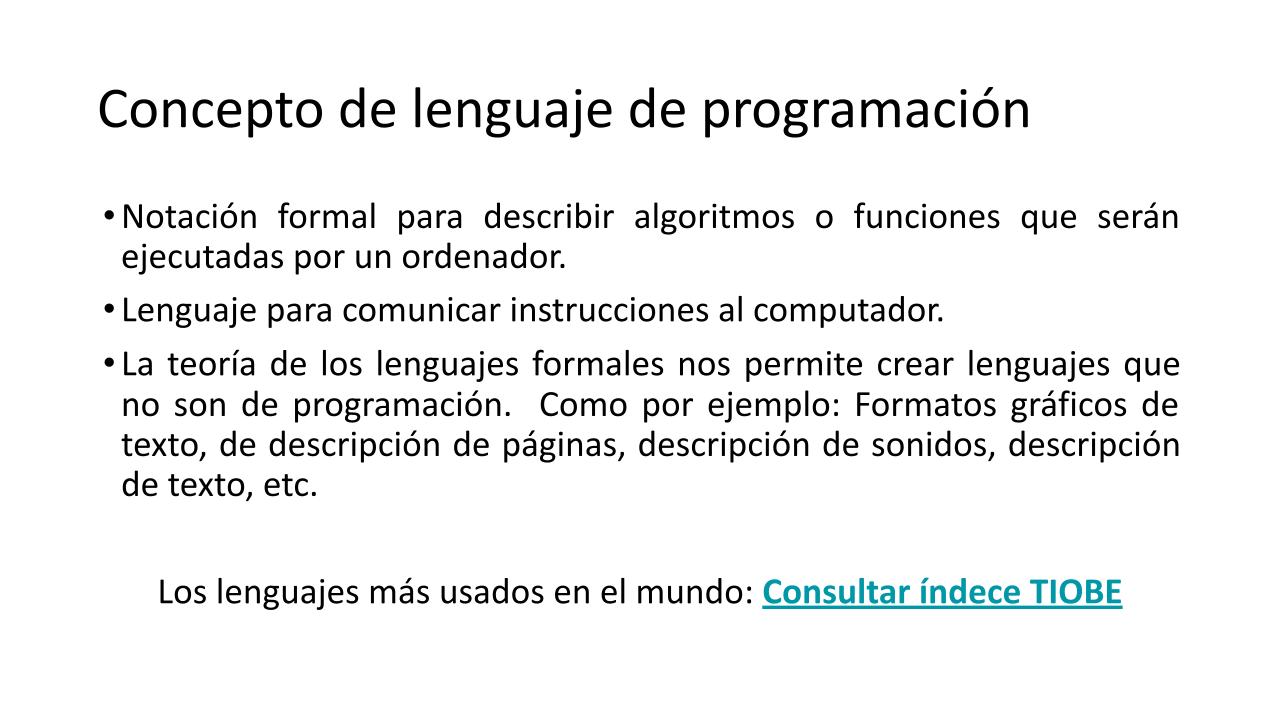 Concepto de lenguaje de programación
•Notación formal para describir algoritmos o funciones que serán
ejecutadas por un ordenador.
•Lenguaje para comunicar instrucciones al computador.
•La teoría de los lenguajes formales nos permite crear lenguajes que
no son de programación.  Como por ejemplo: Formatos gráficos de
texto, de descripción de páginas, descripción de sonidos, descripción
de texto, etc.
Los lenguajes más usados en el mundo: Consultar índece TIOBE